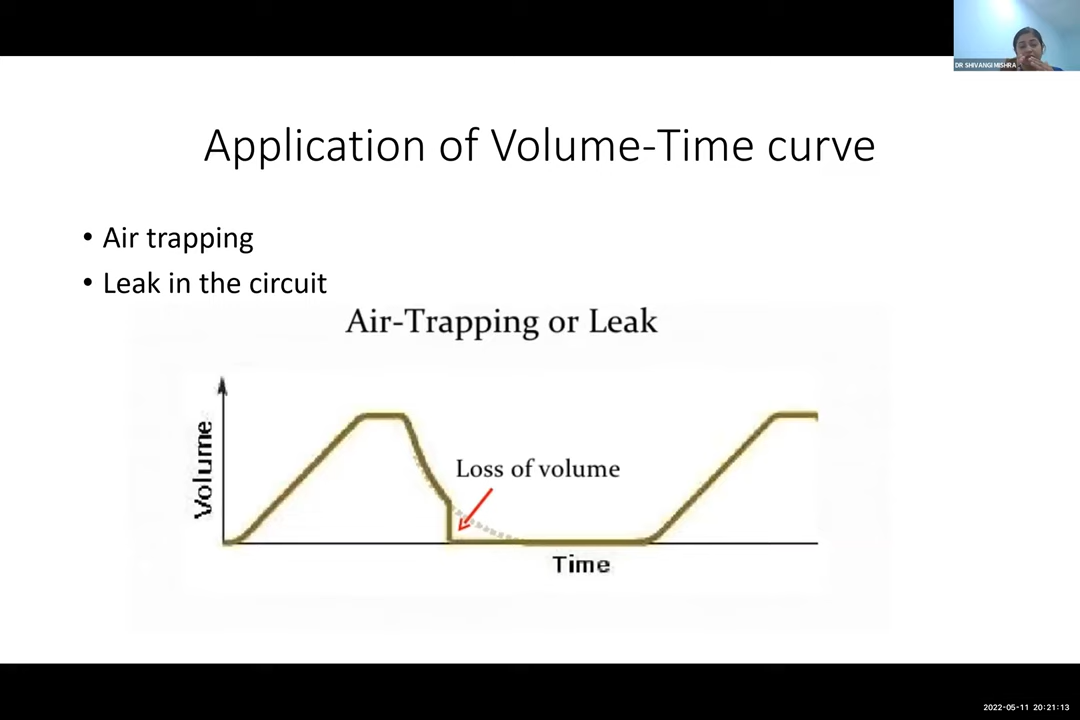 DR SHIVANGI MISHRA
Application of Volume-Time curve
• Air trapping
• Leak in the circuit
Air-Trapping or Leak
Volume
Loss of volume
Time
2022-05-11 20:21:13